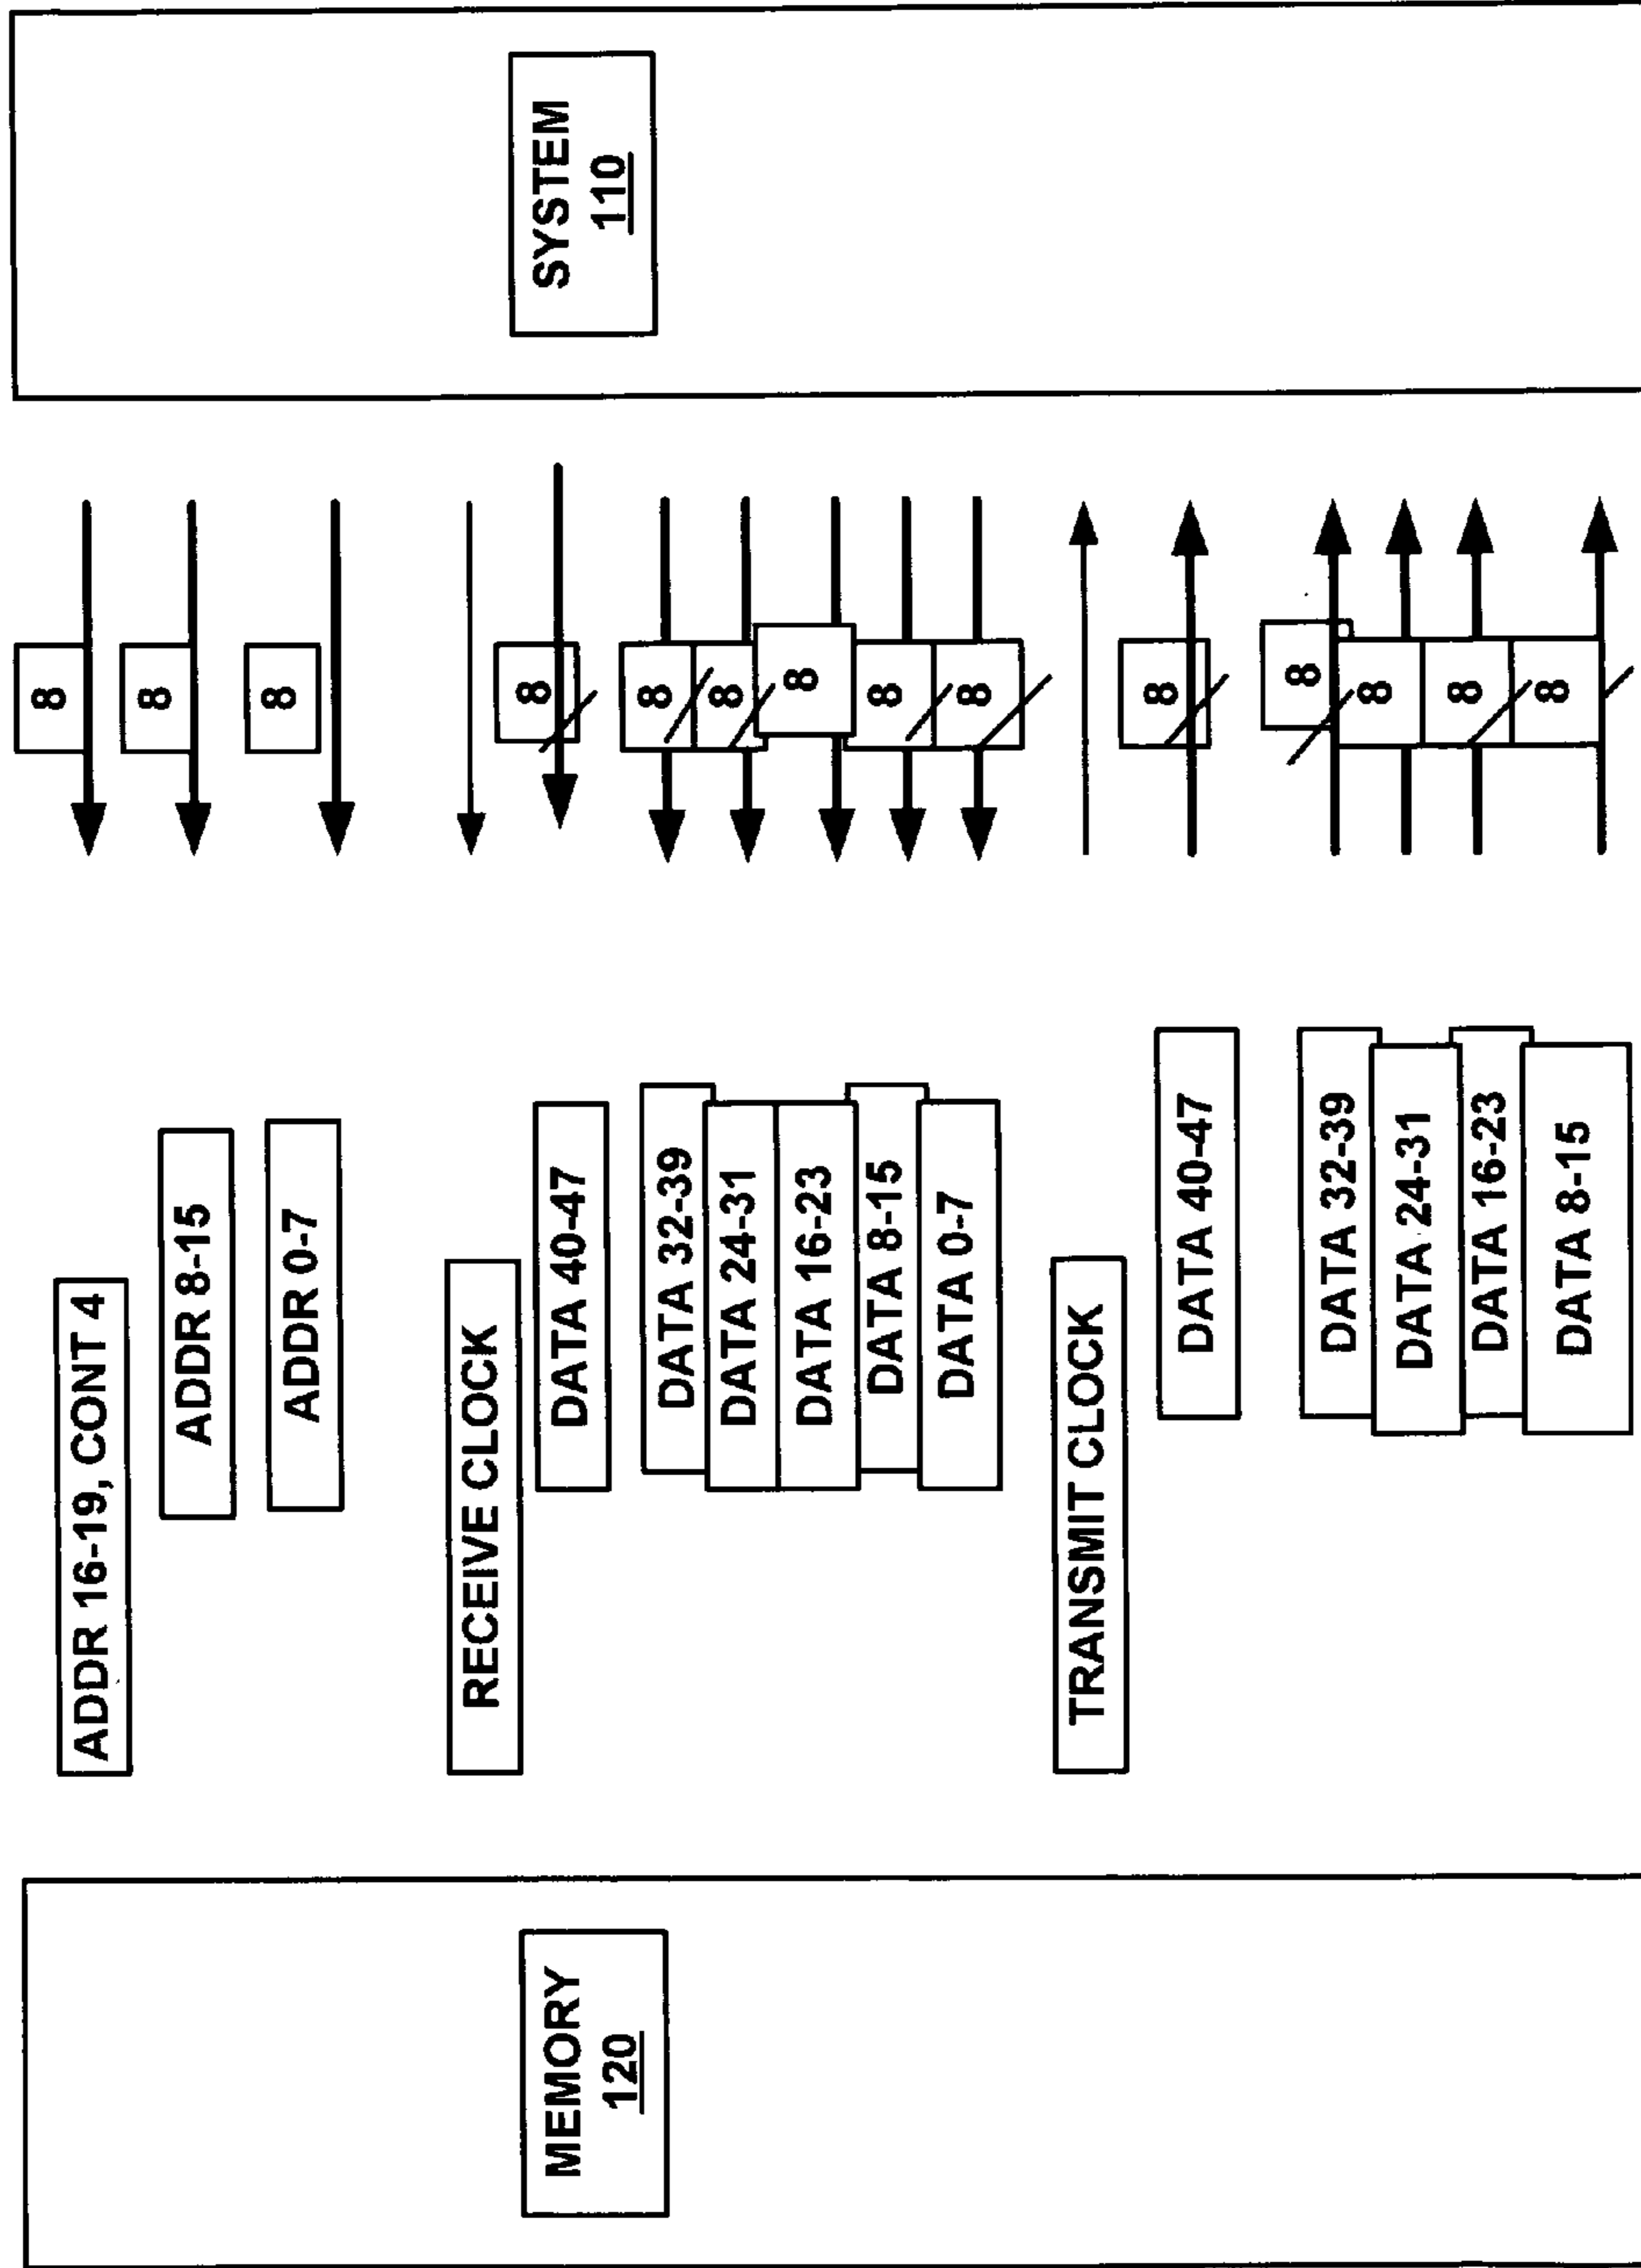 MEMORY
120
ADDR 16-19, CONT 4
8
ADDR 8-15
8
ADDR 0-7
8
RECEIVE CLOCK
DATA 40-47
8
DATA 32-39
8
DATA 24-31
8
DATA 16-23
8
DATA 8-15
8
DATA 0-7
8
TRANSMIT CLOCK
DATA 40-47
8
DATA 32-39
8
DATA 24-31
8
DATA 16-23
8
DATA 8-15
8
SYSTEM
110